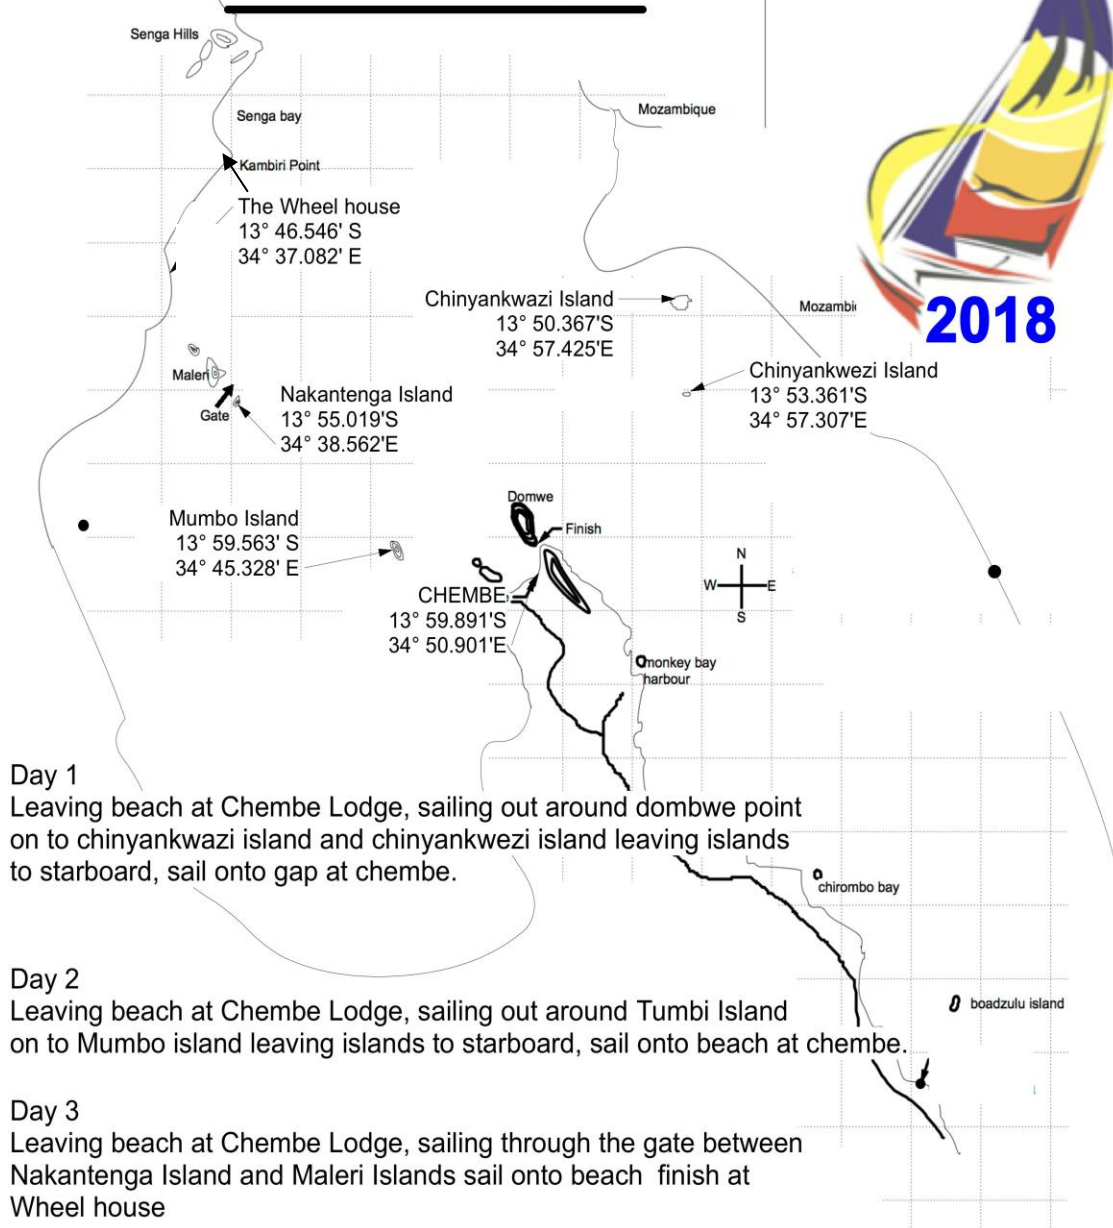 Senga Hills
Mozambique
Senga bay
Kambiri Point
The Wheel house
13° 46.546' S
34° 37.082' E
Chinyankwazi Island
13° 50.367'S
34° 57.425'E
Mozambi
2018
Chinyankwezi Island
13° 53.361'S
34° 57.307'E
Maleri
Gate
Nakantenga Island
13° 55.019'S
34° 38.562'E
Domwe
Finish
Mumbo Island
13° 59.563' S
34° 45.328' E
N
W E
S
CHEMBE
13° 59.891'S
34° 50.901'E
monkey bay
harbour
Day 1
Leaving beach at Chembe Lodge, sailing out around dombwe point
on to chinyankwazi island and chinyankwezi island leaving islands
to starboard, sail onto gap at chembe.
chirombo bay
Day 2
Leaving beach at Chembe Lodge, sailing out around Tumbi Island
on to Mumbo island leaving islands to starboard, sail onto beach at chembe.
boadzulu island
Day 3
Leaving beach at Chembe Lodge, sailing through the gate between
Nakantenga Island and Maleri Islands sail onto beach finish at
Wheel house